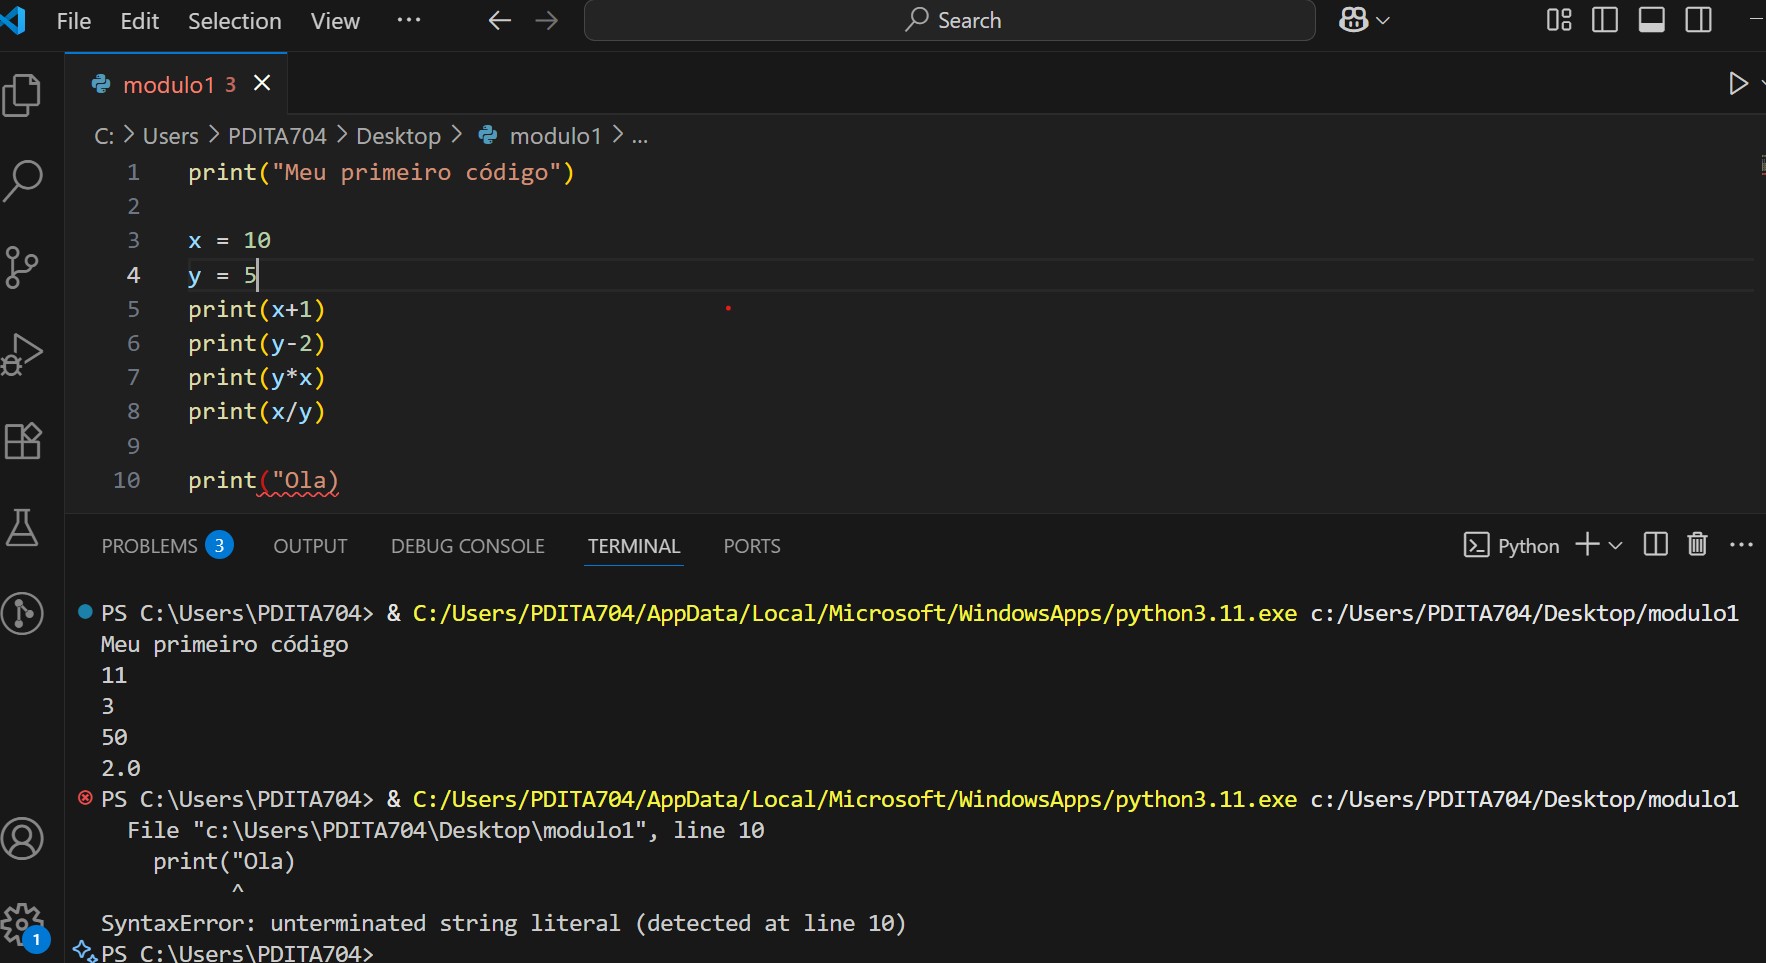 File Edit Selection View ··· Search
modulo1 3
C: > Users > PDITA704 > Desktop > modulo1 > ...
1 print("Meu primeiro código")
2
3 x = 10
4 y = 5
5 print(x+1)
6 print(y-2)
7 print(y*x)
8 print(x/y)
9
10 print("Ola)
PROBLEMS 3 OUTPUT DEBUG CONSOLE TERMINAL PORTS Python
PS C:\Users\PDITA704> & C:/Users/PDITA704/AppData/Local/Microsoft/WindowsApps/python3.11.exe c:/Users/PDITA704/Desktop/modulo1
Meu primeiro código
11
3
50
2.0
PS C:\Users\PDITA704> & C:/Users/PDITA704/AppData/Local/Microsoft/WindowsApps/python3.11.exe c:/Users/PDITA704/Desktop/modulo1
File "c:\Users\PDITA704\Desktop\modulo1", line 10
print("Ola)
^
SyntaxError: unterminated string literal (detected at line 10)
1
PS C:\Users\PDITA704>